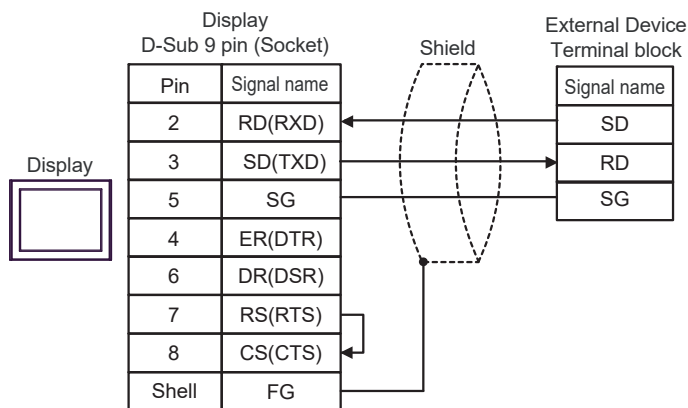 Display
D-Sub 9 pin (Socket)
Shield
External Device
Terminal block
Pin Signal name
Signal name
2 RD(RXD)
SD
3 SD(TXD)
RD
Display
5 SG
SG
4 ER(DTR)
6 DR(DSR)
7 RS(RTS)
8 CS(CTS)
Shell FG